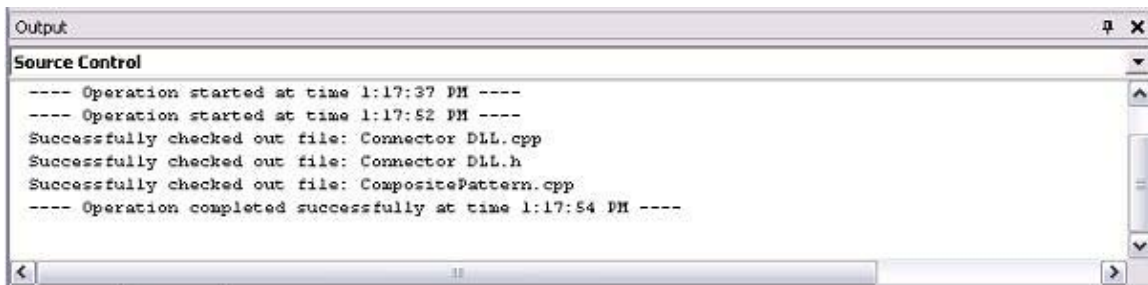 Output
Source Control
---- Operation started at time 1:17:37 PM ----
---- Operation started at time 1:17:52 PM ----
Successfully checked out file: Connector DLL.cpp
Successfully checked out file: Connector DLL.h
Successfully checked out file: CompositePattern.cpp
---- Operation completed successfully at time 1:17:54 PM ----